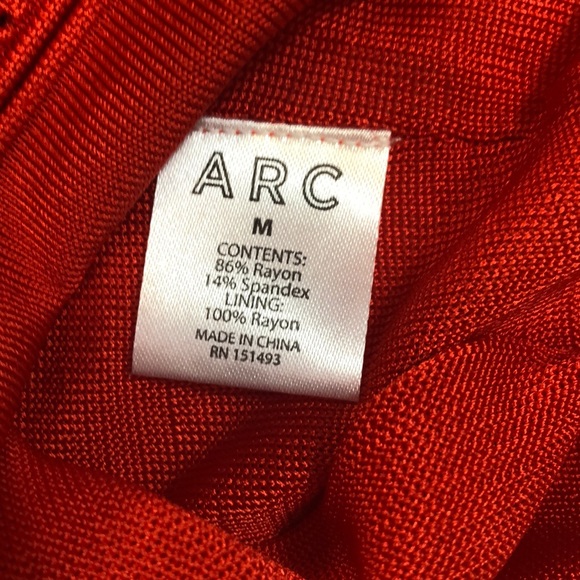 ARC
M
CONTENTS:
86% Rayon
14% Spandex
LINING:
100% Rayon
MADE IN CHINA
RN 151493